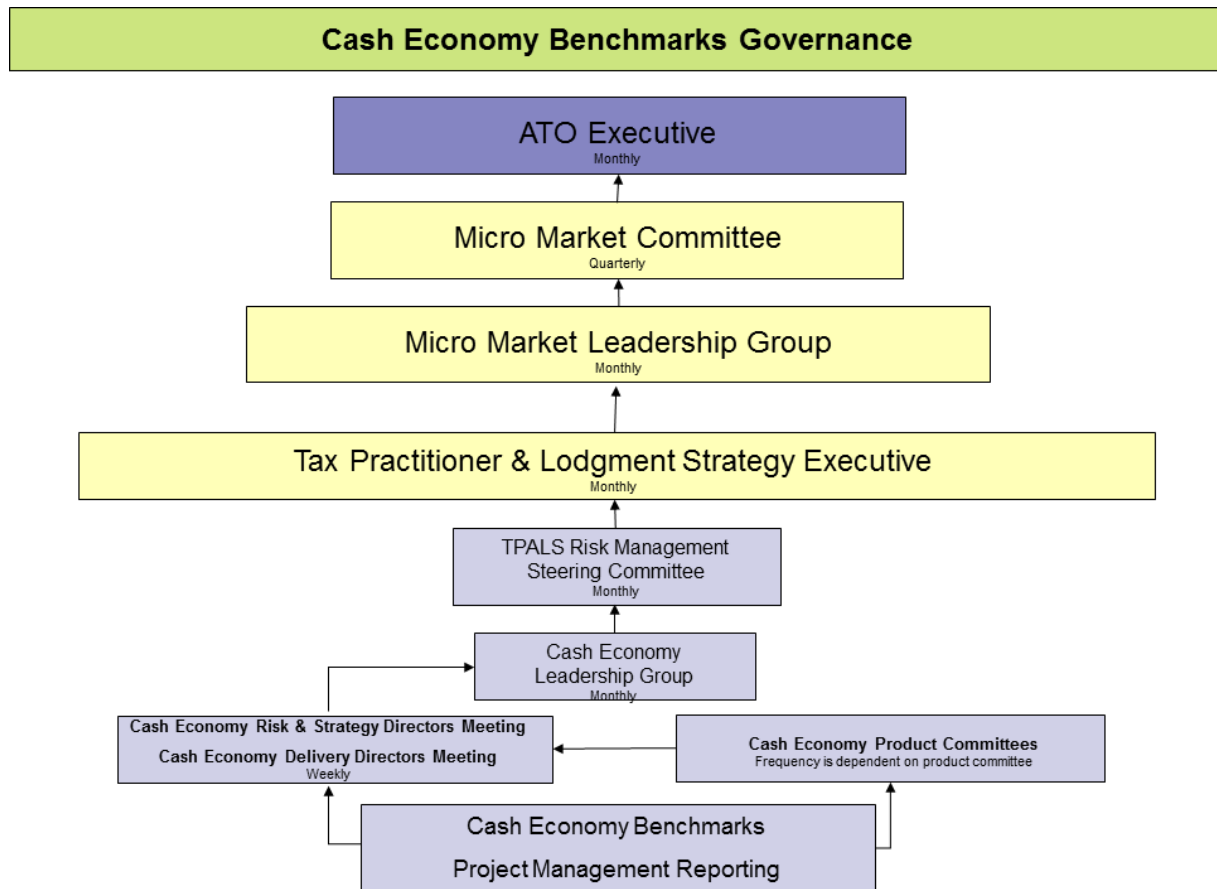 Cash Economy Benchmarks Governance
ATO Executive
Monthly
Micro Market Committee
Quarterly
Micro Market Leadership Group
Monthly
Tax Practitioner & Lodgment Strategy Executive
Monthly
TPALS Risk Management
Steering Committee
Monthly
Cash Economy
Leadership Group
Monthly
Cash Economy Risk & Strategy Directors Meeting
Cash Economy Delivery Directors Meeting
Weekly
Cash Economy Product Committees
Frequency is dependent on product committee
Cash Economy Benchmarks
Project Management Reporting